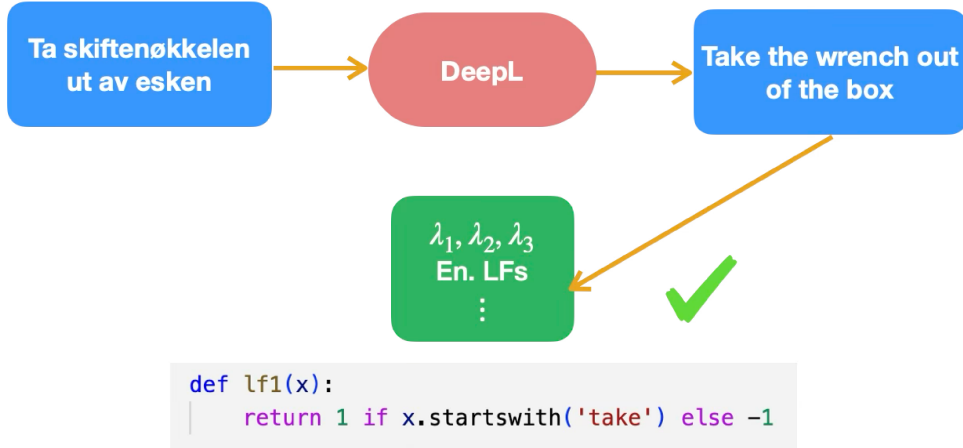 Ta skiftenøkkelen
ut av esken
DeepL
Take the wrench out
of the box
λ₁, λ₂, λ₃
En. LFs
⋮
def lf1(x):
    return 1 if x.startswith('take') else -1